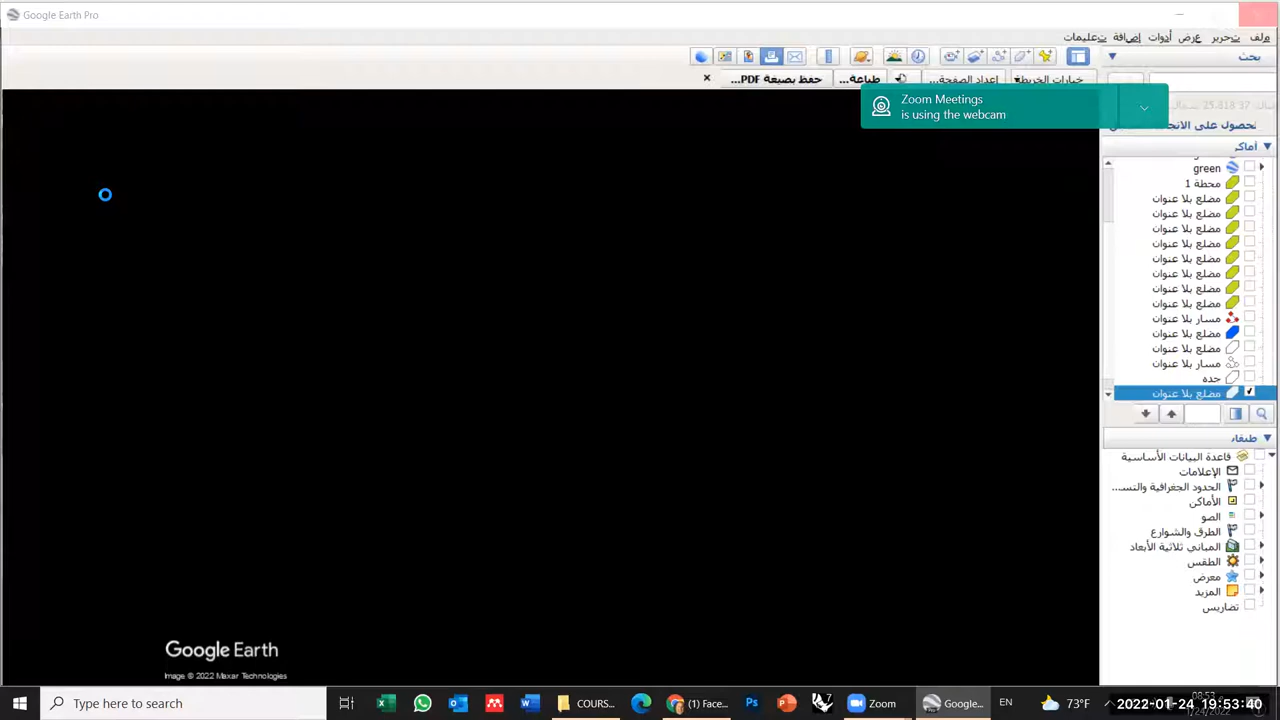 Google Earth Pro
ملف تحرير عرض أدوات إضافة تعليمات
بحث
خيارات الخريطة إعداد الصفحة... طباعة... حفظ بصيغة PDF...
Zoom Meetings
is using the webcam
25.818'37
أماكن
green
محطة 1
مضلع بلا عنوان
مضلع بلا عنوان
مضلع بلا عنوان
مضلع بلا عنوان
مضلع بلا عنوان
مضلع بلا عنوان
مضلع بلا عنوان
مضلع بلا عنوان
مسار بلا عنوان
مضلع بلا عنوان
مضلع بلا عنوان
مسار بلا عنوان
جده
مضلع بلا عنوان
طبقات
قاعدة البيانات الأساسية
الإعلامات
الحدود الجغرافية والتس...
الأماكن
الصو
الطرق والشوارع
المباني ثلاثية الأبعاد
الطقس
معرض
المزيد
تضاريس
Google Earth
Image © 2022 Maxar Technologies
Type here to search
COURS...
(1) Face...
Zoom
Google...
EN
73°F
2022-01-24 19:53:40